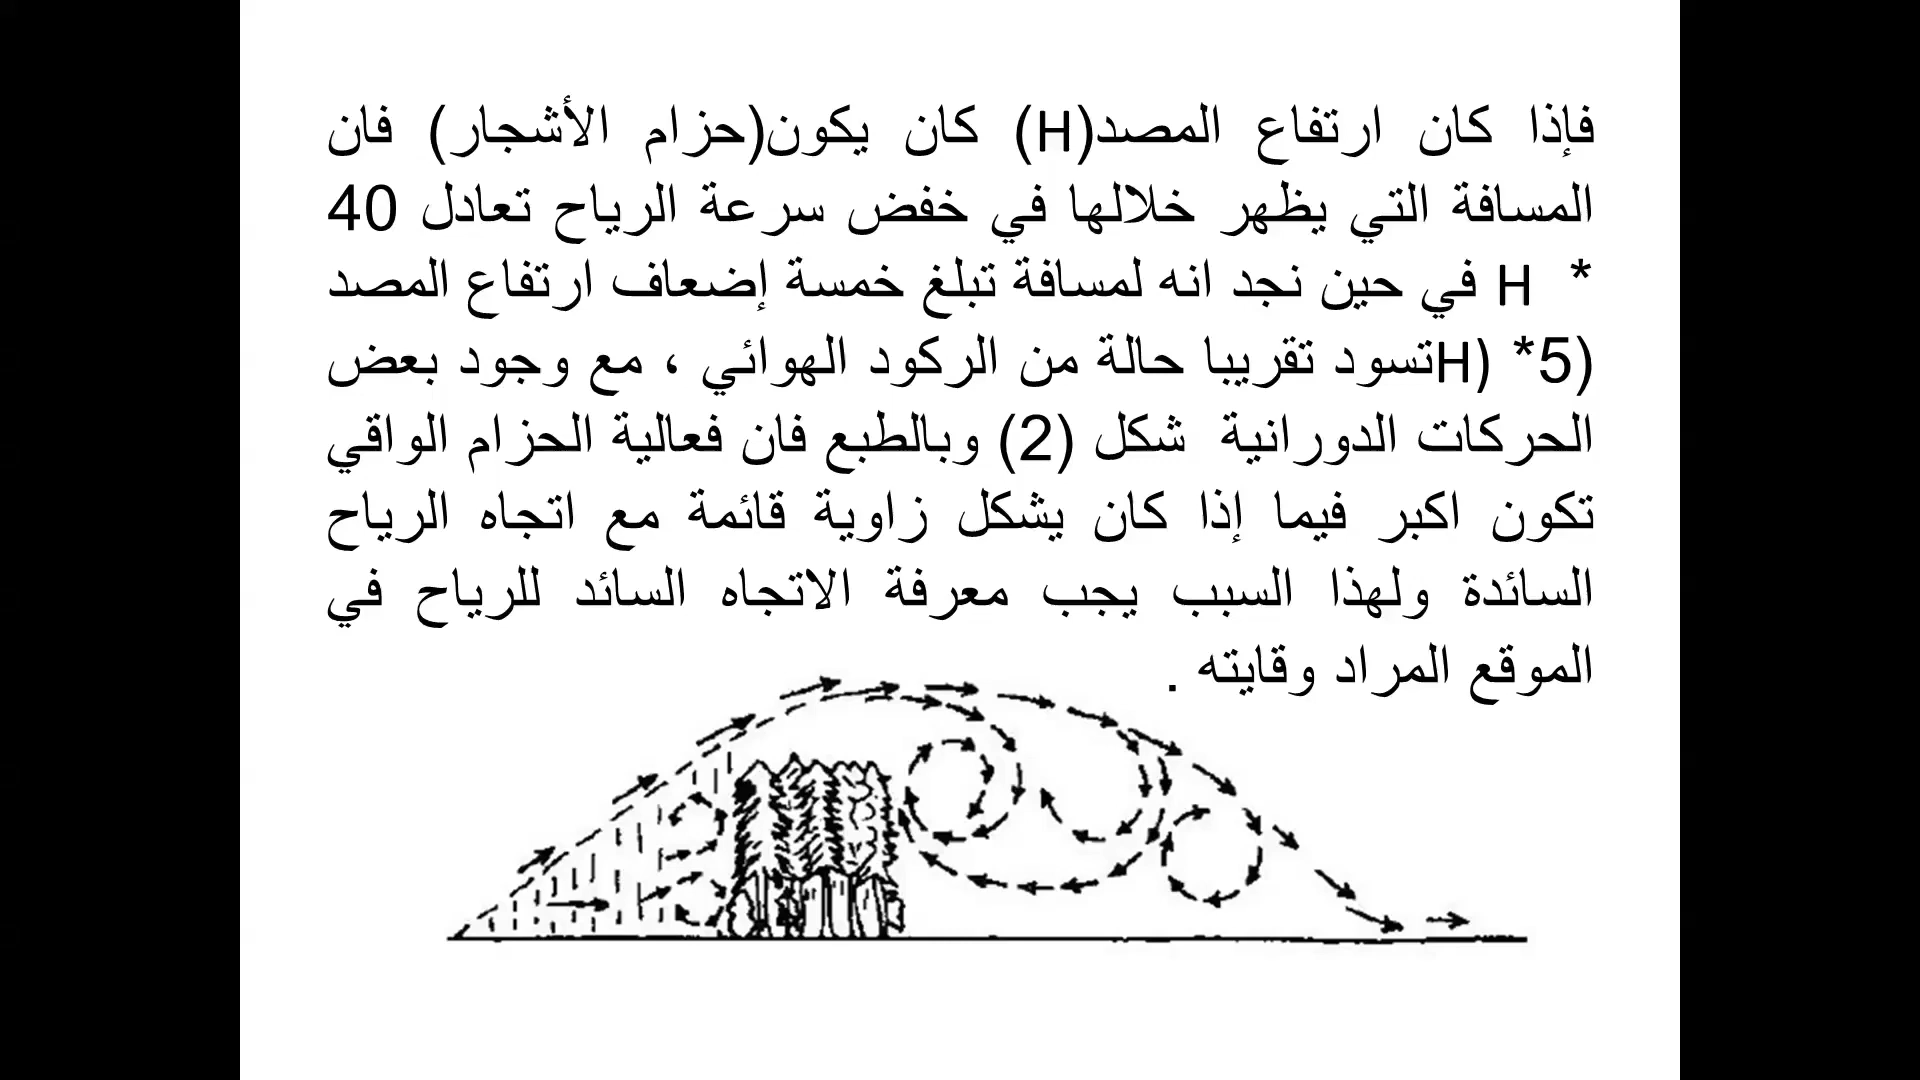 فإذا كان ارتفاع المصد(H) كان يكون(حزام الأشجار) فان
المسافة التي يظهر خلالها في خفض سرعة الرياح تعادل 40
* H في حين نجد انه لمسافة تبلغ خمسة إضعاف ارتفاع المصد
(5* (Hتسود تقريبا حالة من الركود الهوائي ، مع وجود بعض
الحركات الدورانية شكل (2) وبالطبع فان فعالية الحزام الواقي
تكون اكبر فيما إذا كان يشكل زاوية قائمة مع اتجاه الرياح
السائدة ولهذا السبب يجب معرفة الاتجاه السائد للرياح في
الموقع المراد وقايته .